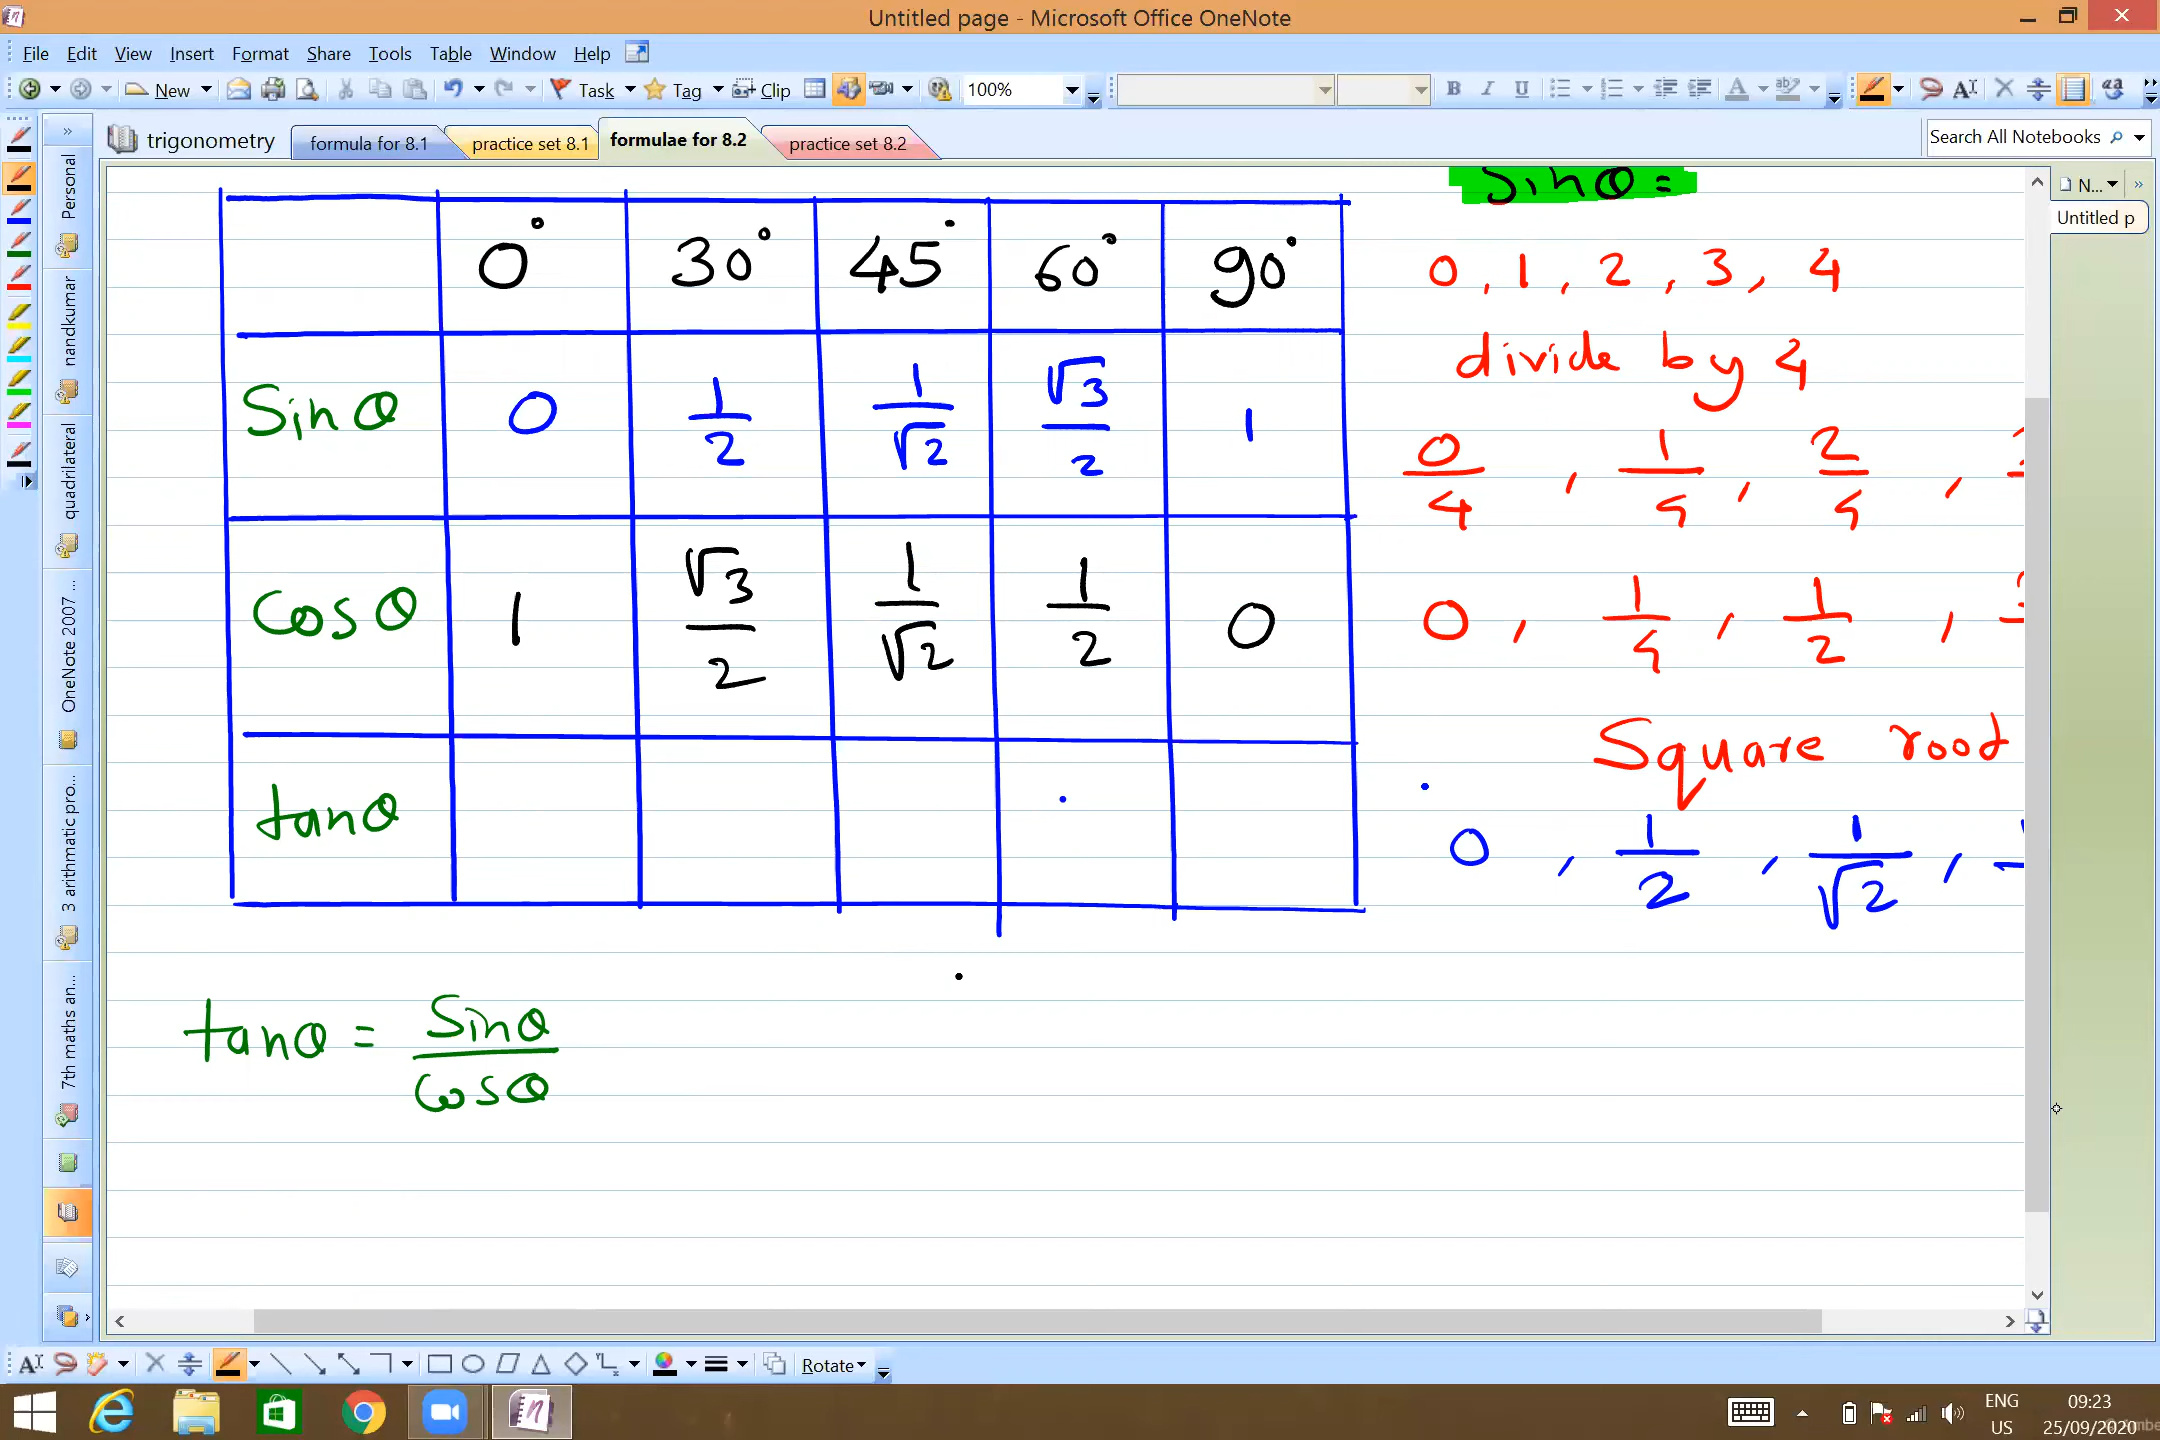 Untitled page - Microsoft Office OneNote
File Edit View Insert Format Share Tools Table Window Help
New Task Tag Clip 100% B I U
trigonometry formula for 8.1 practice set 8.1 formulae for 8.2 practice set 8.2 Search All Notebooks
N...
Untitled p
Personal
nandkumar
quadrilateral
OneNote 2007 ...
3 arithmatic pro...
7th maths an...
0° 30° 45° 60° 90°
Sinθ 0 1/2 1/√2 √3/2 1
Cosθ 1 √3/2 1/√2 1/2 0
tanθ
tanθ = Sinθ/Cosθ
Sinθ =
0, 1, 2, 3, 4
divide by 4
0/4, 1/4, 2/4,
0, 1/4, 1/2,
Square root
0, 1/2, 1/√2,
Rotate
ENG
US
09:23
25/09/2020